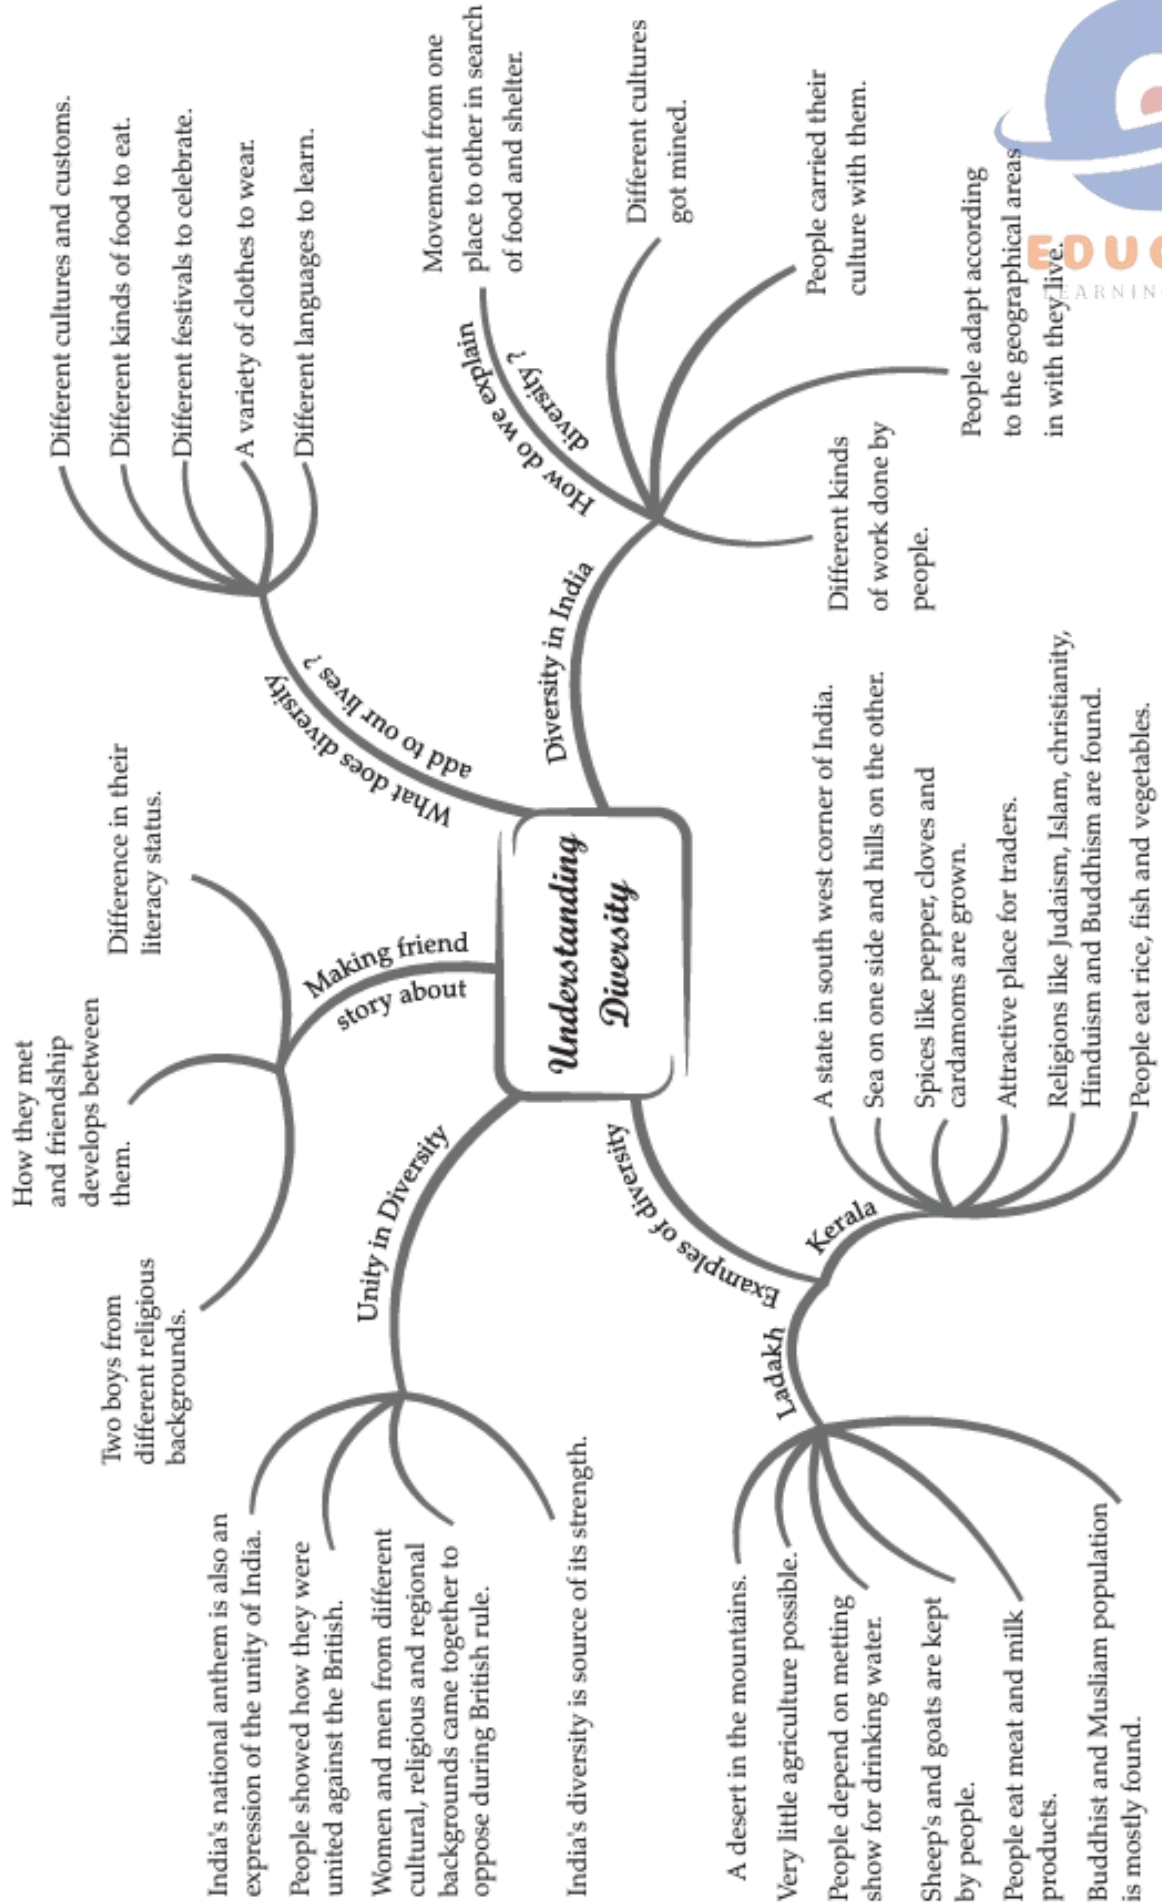 Understanding
Diversity
What does diversity
add to our lives ?
Different cultures and customs.
Different kinds of food to eat.
Different festivals to celebrate.
A variety of clothes to wear.
Different languages to learn.
Diversity in India
How do we explain
diversity ?
Movement from one
place to other in search
of food and shelter.
Different cultures
got mined.
People carried their
culture with them.
People adapt according
to the geographical areas
in with they live.
Different kinds
of work done by
people.
Making friend
story about
Difference in their
literacy status.
How they met
and friendship
develops between
them.
Two boys from
different religious
backgrounds.
Unity in Diversity
India's national anthem is also an
expression of the unity of India.
People showed how they were
united against the British.
Women and men from different
cultural, religious and regional
backgrounds came together to
oppose during British rule.
India's diversity is source of its strength.
Examples of diversity
Kerala
A state in south west corner of India.
Sea on one side and hills on the other.
Spices like pepper, cloves and
cardamoms are grown.
Attractive place for traders.
Religions like Judaism, Islam, christianity,
Hinduism and Buddhism are found.
People eat rice, fish and vegetables.
Ladakh
A desert in the mountains.
Very little agriculture possible.
People depend on metting
show for drinking water.
Sheep's and goats are kept
by people.
People eat meat and milk
products.
Buddhist and Musliam population
is mostly found.
EDUC
LEARNIN